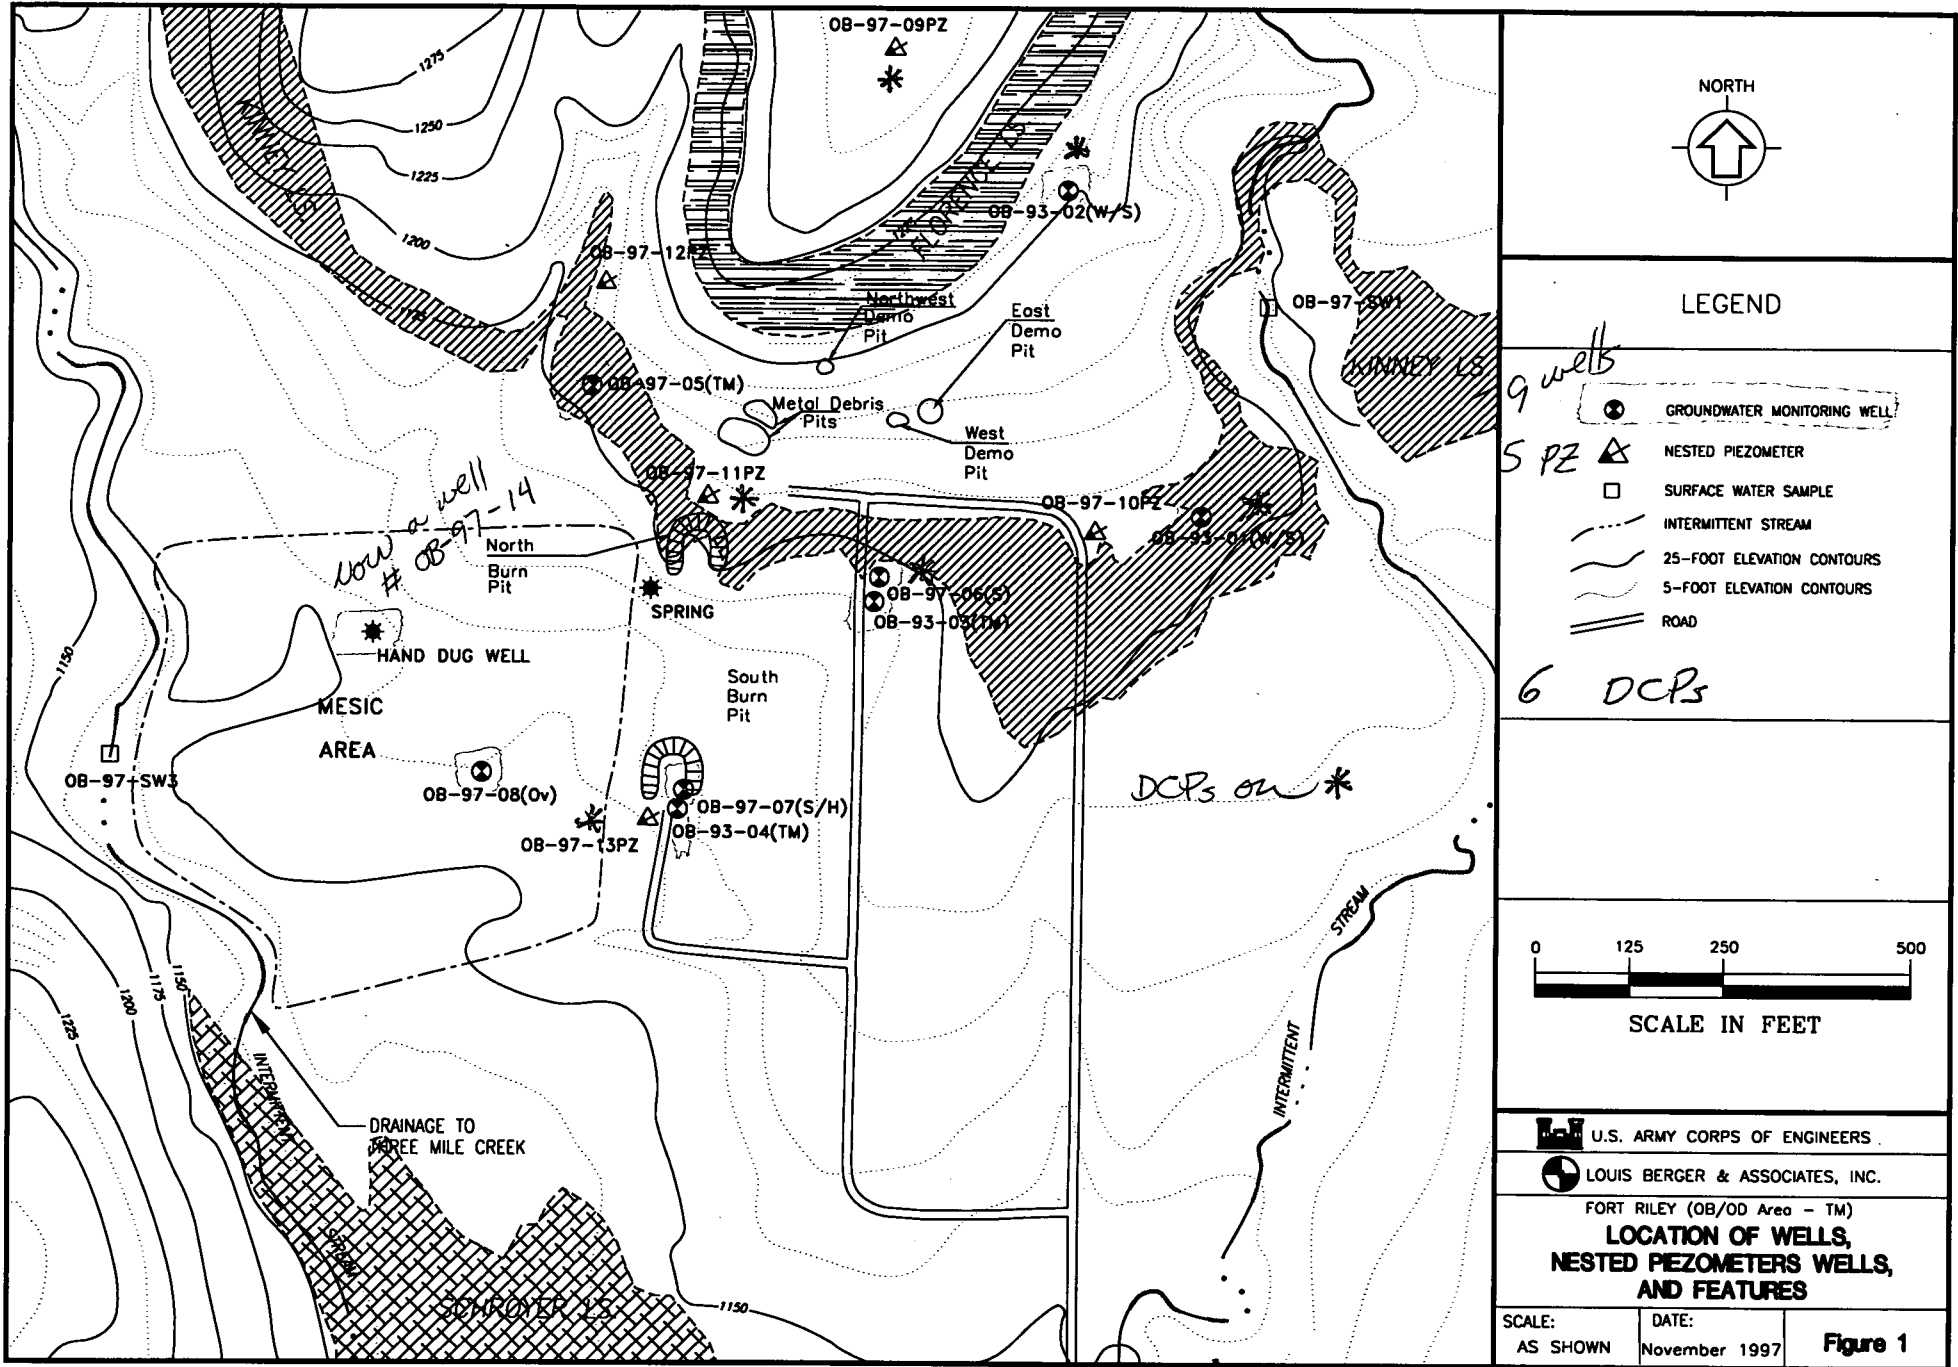 OB-97-09PZ
1275
KINNEY LS
1250
1225
1200
1175
FLORENCE LS
OB-93-02(W/S)
OB-97-12PZ
Northwest
Demo
Pit
East
Demo
Pit
OB-97-SW1
KINNEY LS
OB-97-05(TM)
Metal Debris
Pits
West
Demo
Pit
OB-97-11PZ
OB-97-10PZ
OB-93-01(W/S)
now a well
# OB-97-14
North
Burn
Pit
SPRING
OB-97-06(S)
OB-93-03(TM)
HAND DUG WELL
1150
MESIC
AREA
South
Burn
Pit
OB-97-SW3
OB-97-08(Ov)
OB-97-07(S/H)
OB-93-04(TM)
OB-97-13PZ
DCPs on
STREAM
INTERMITTENT
1150
1175
1200
1225
INTERMITTENT
STREAM
DRAINAGE TO
THREE MILE CREEK
SCHROYER LS
1150
NORTH
LEGEND
9 wells
GROUNDWATER MONITORING WELL
5 PZ
NESTED PIEZOMETER
SURFACE WATER SAMPLE
INTERMITTENT STREAM
25-FOOT ELEVATION CONTOURS
5-FOOT ELEVATION CONTOURS
ROAD
6 DCPs
0 125 250 500
SCALE IN FEET
U.S. ARMY CORPS OF ENGINEERS
LOUIS BERGER & ASSOCIATES, INC.
FORT RILEY (OB/OD Area - TM)
LOCATION OF WELLS,
NESTED PIEZOMETERS WELLS,
AND FEATURES
SCALE:
AS SHOWN
DATE:
November 1997
Figure 1